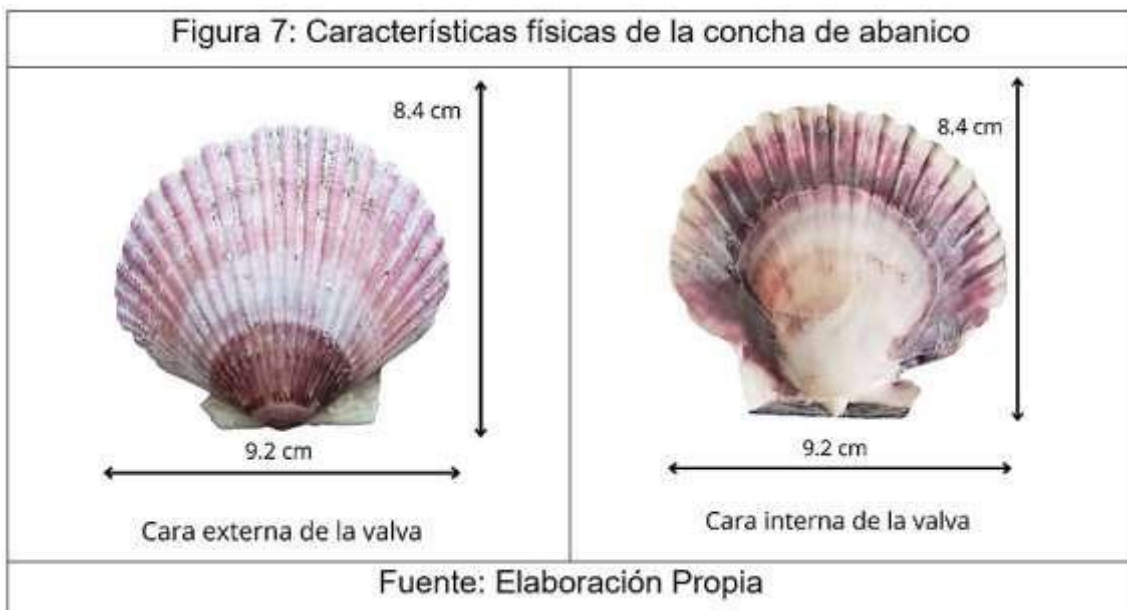 Figura 7: Características físicas de la concha de abanico
8.4 cm
9.2 cm
Cara externa de la valva
8.4 cm
9.2 cm
Cara interna de la valva
Fuente: Elaboración Propia